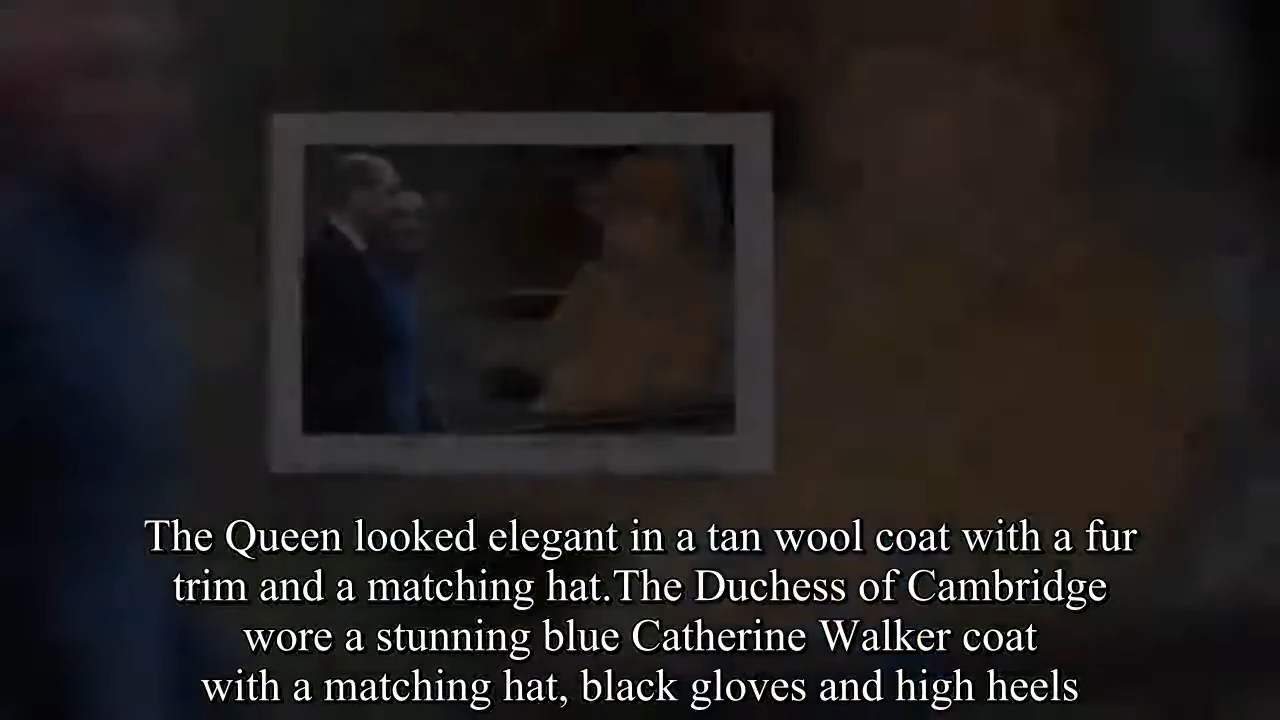 The Queen looked elegant in a tan wool coat with a fur
trim and a matching hat.The Duchess of Cambridge
wore a stunning blue Catherine Walker coat
with a matching hat, black gloves and high heels